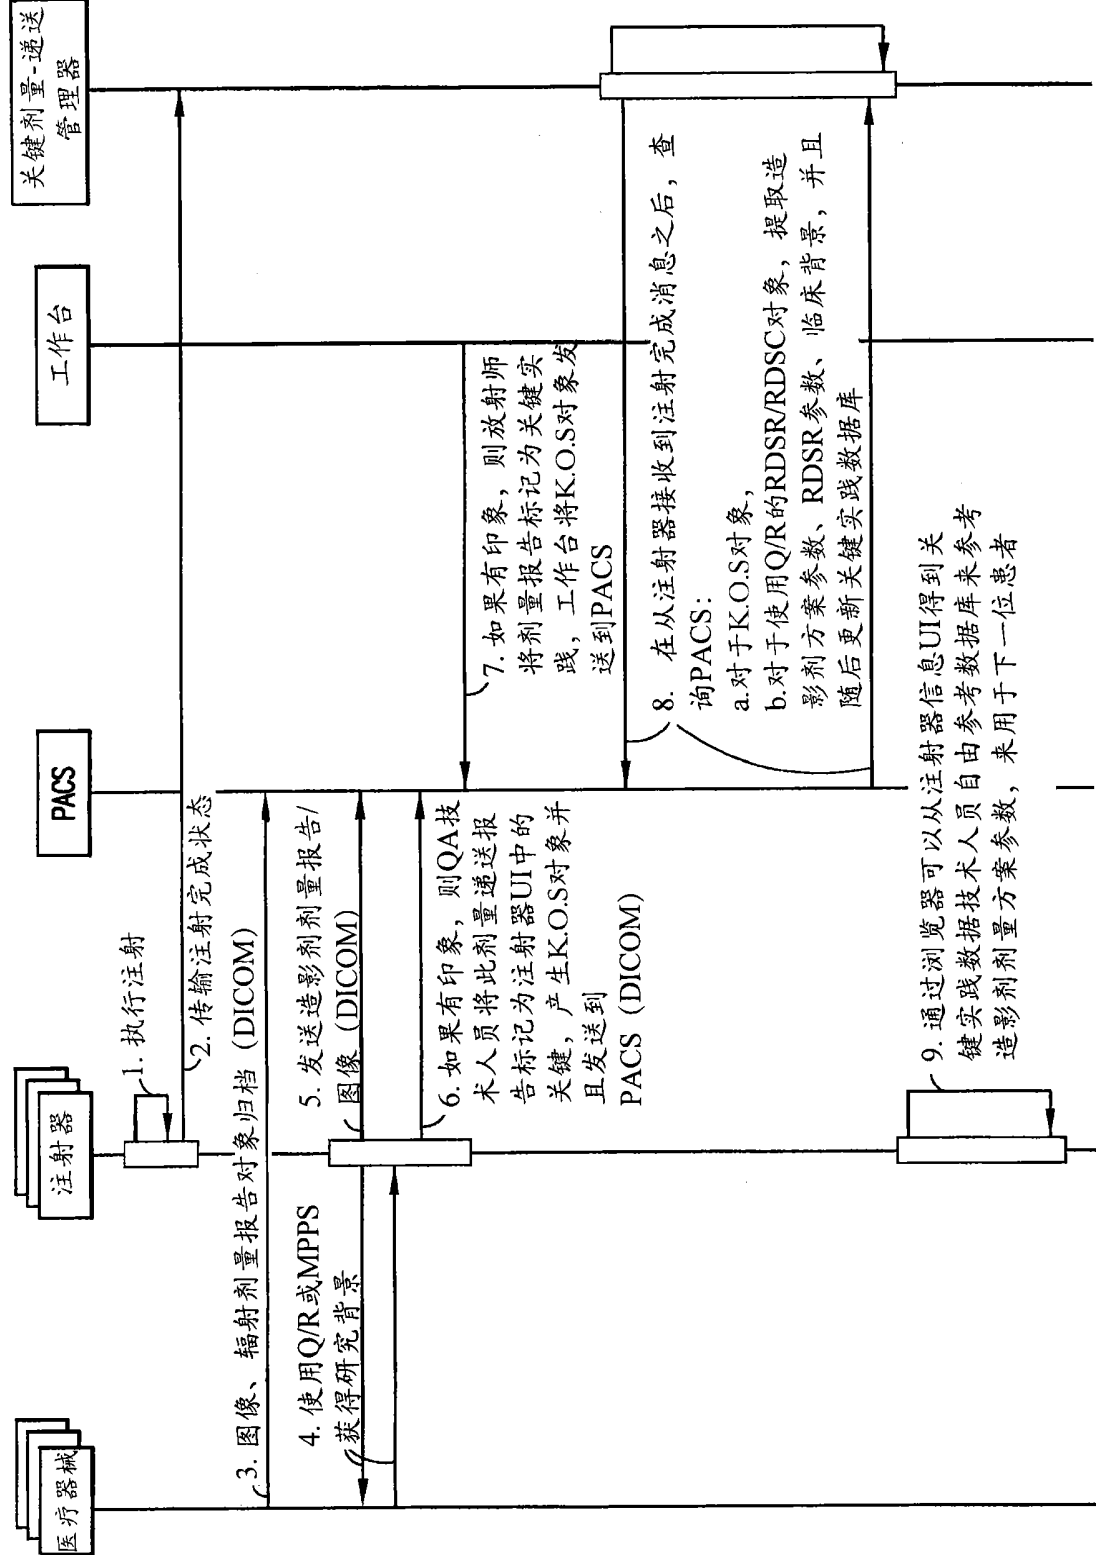 医疗器械
注射器
PACS
工作台
关键剂量-递送
管理器
1. 执行注射
2. 传输注射完成状态
3. 图像、辐射剂量报告对象归档 (DICOM)
4. 使用Q/R或MPPS
获得研究背景
5. 发送造影剂剂量报告/
图像 (DICOM)
6. 如果有印象，则QA技
术人员将此剂量递送报
告标记为注射器UI中的
关键，产生K.O.S对象并
且发送到
PACS (DICOM)
7. 如果有印象，则放射师
将剂量报告标记为关键实
践，工作台将K.O.S对象发
送到PACS
8. 在从注射器接收到注射完成消息之后，查
询PACS:
a.对于K.O.S对象，
b.对于使用Q/R的RDSR/RDSC对象，提取造
影剂方案参数、RDSR参数、临床背景，并且
随后更新关键实践数据库
9. 通过浏览器可以从注射器信息UI得到关
键实践数据技术人员自由参考数据库来参考
造影剂剂量方案参数，来用于下一位患者